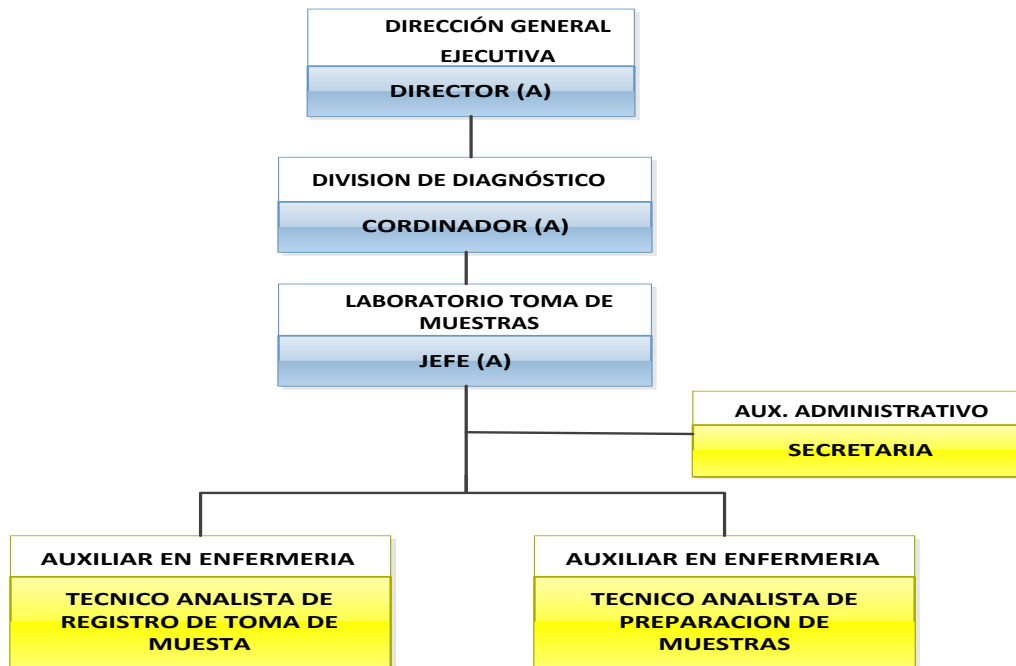 DIRECCIÓN GENERAL
EJECUTIVA
DIRECTOR (A)
DIVISION DE DIAGNÓSTICO
CORDINADOR (A)
LABORATORIO TOMA DE
MUESTRAS
JEFE (A)
AUX. ADMINISTRATIVO
SECRETARIA
AUXILIAR EN ENFERMERIA
TECNICO ANALISTA DE
REGISTRO DE TOMA DE
MUESTA
AUXILIAR EN ENFERMERIA
TECNICO ANALISTA DE
PREPARACION DE
MUESTRAS